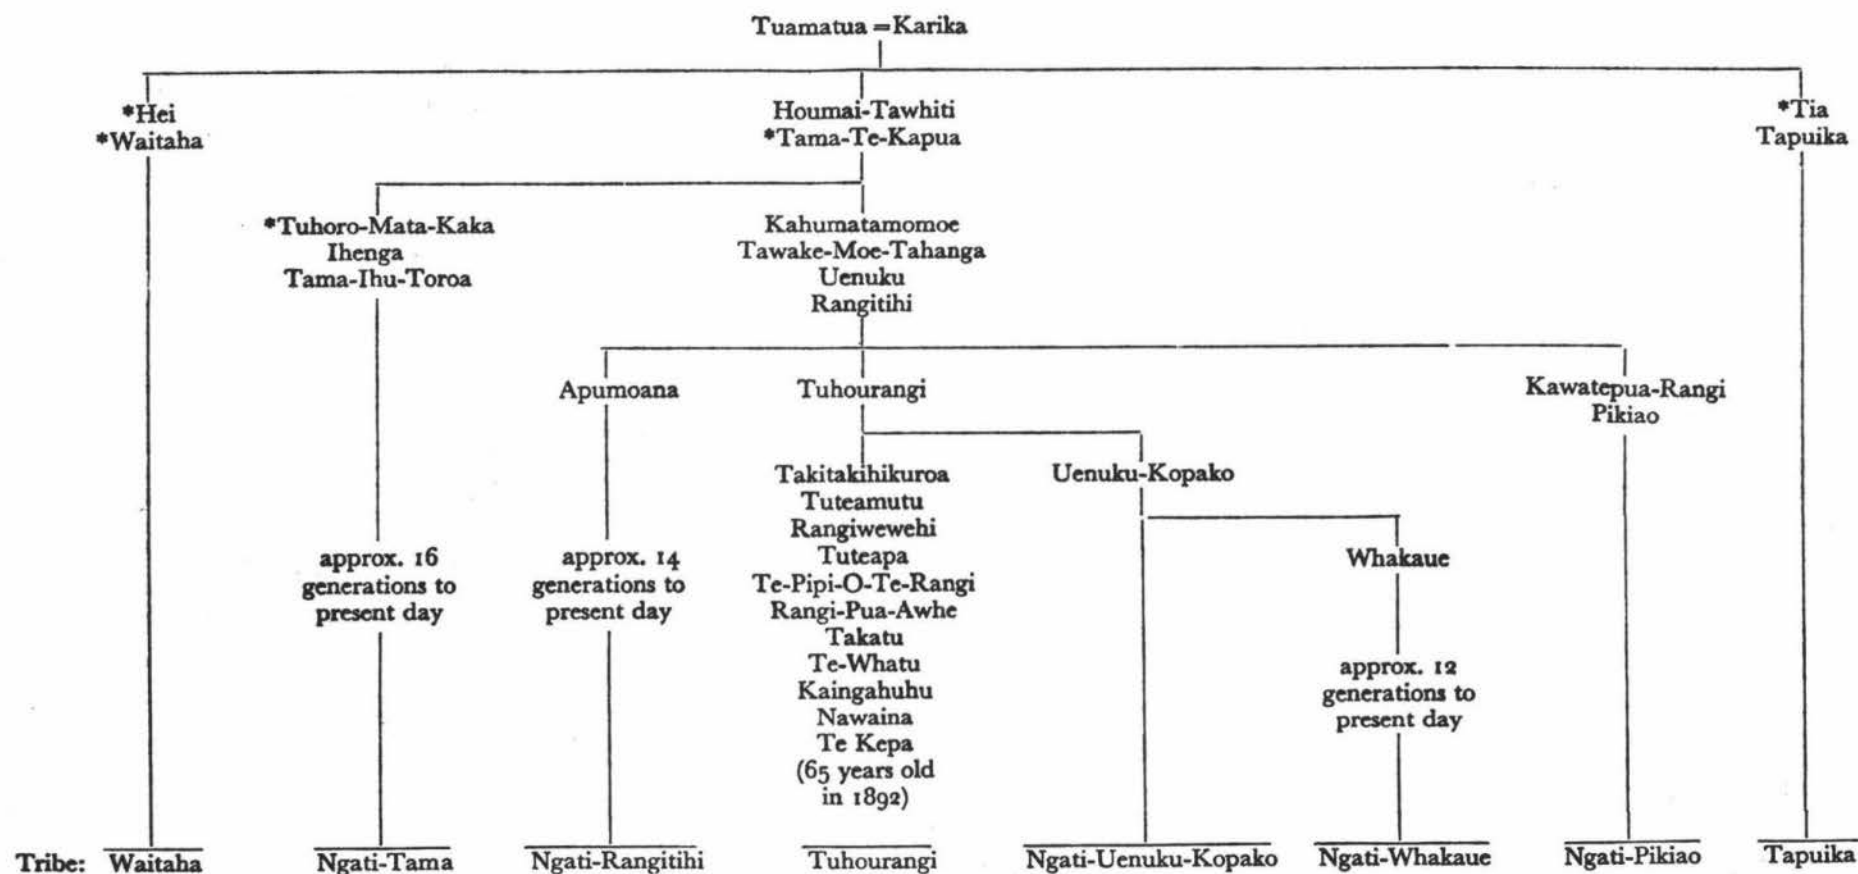 Tuamatua = Karika
*Hei
*Waitaha
Houmai-Tawhiti
*Tama-Te-Kapua
*Tia
Tapuika
*Tuhoro-Mata-Kaka
Ihenga
Tama-Ihu-Toroa
Kahumatamomoe
Tawake-Moe-Tahanga
Uenuku
Rangitihi
Apumoana
Tuhourangi
Kawatepua-Rangi
Pikiao
approx. 16
generations to
present day
approx. 14
generations to
present day
Takitakihikuroa
Tuteamutu
Rangiwewehi
Tuteapa
Te-Pipi-O-Te-Rangi
Rangi-Pua-Awhe
Takatu
Te-Whatu
Kaingahuhu
Nawaina
Te Kepa
(65 years old
in 1892)
Uenuku-Kopako
Whakaue
approx. 12
generations to
present day
Tribe: Waitaha Ngati-Tama Ngati-Rangitihi Tuhourangi Ngati-Uenuku-Kopako Ngati-Whakaue Ngati-Pikiao Tapuika